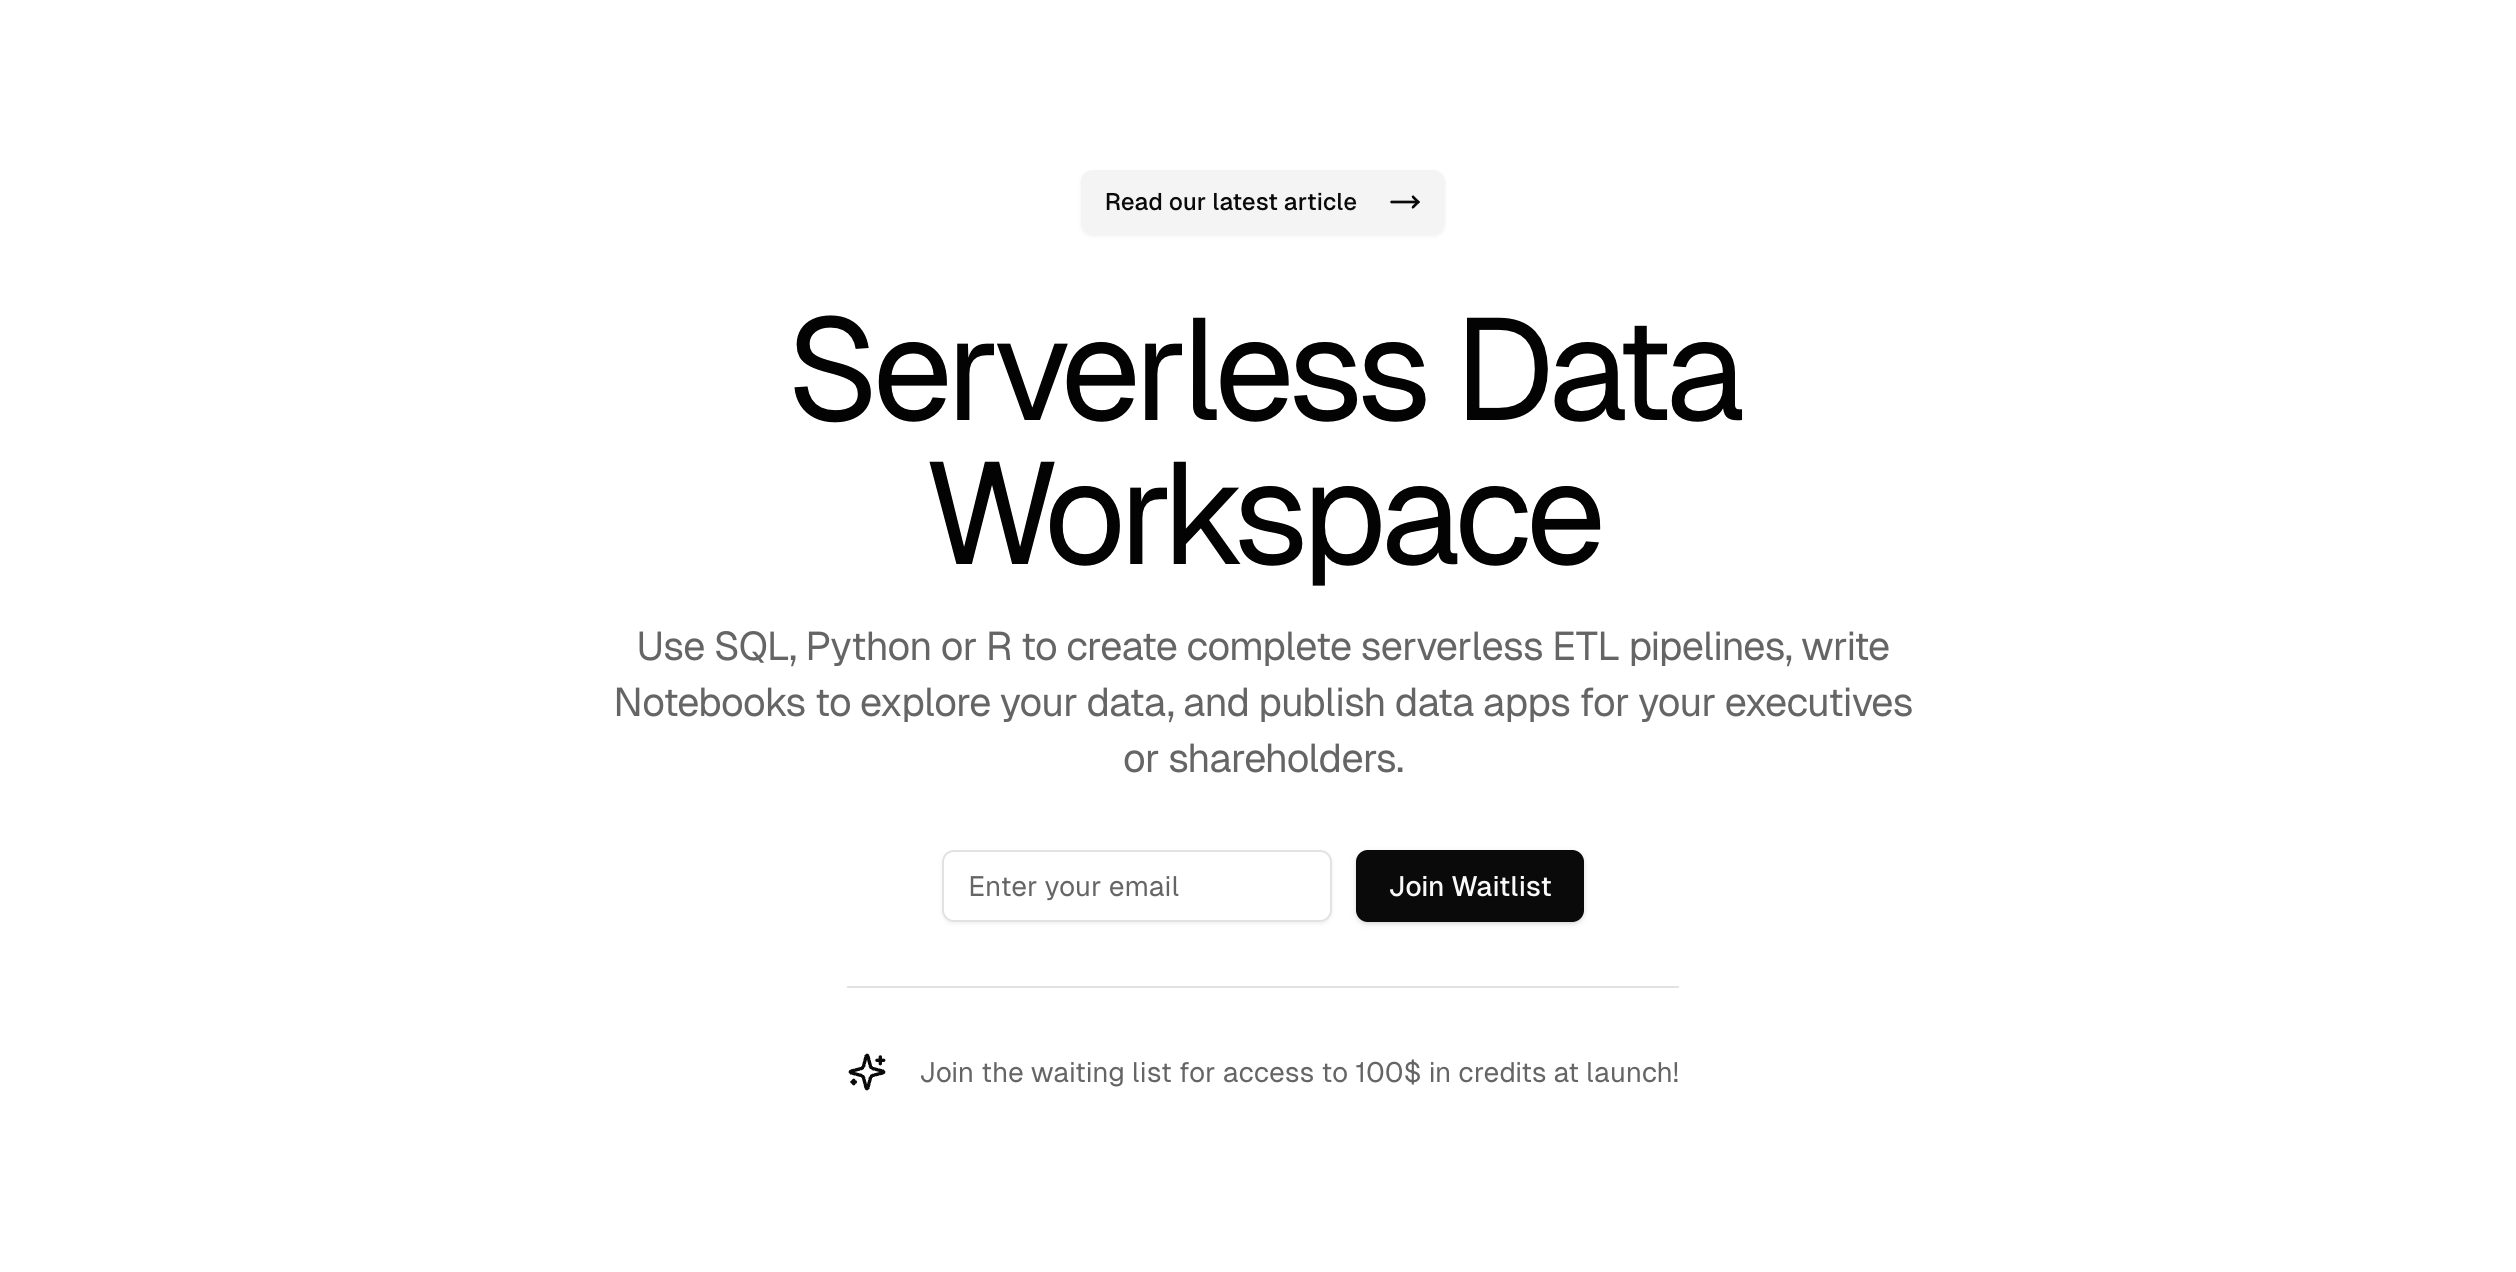 Read our latest article
Serverless Data
Workspace
Use SQL, Python or R to create complete serverless ETL pipelines, write
Notebooks to explore your data, and publish data apps for your executives
or shareholders.
Enter your email
Join Waitlist
Join the waiting list for access to 100$ in credits at launch!